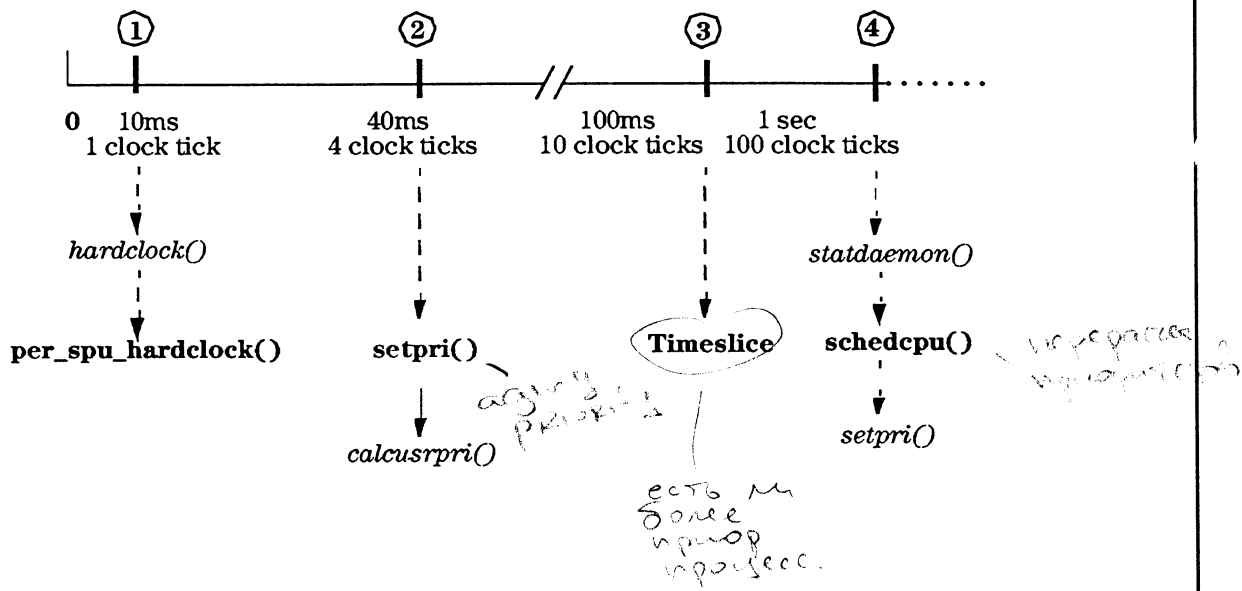 1 2 3 4
0 10ms 40ms 100ms 1 sec
1 clock tick 4 clock ticks 10 clock ticks 100 clock ticks
hardclock() statdaemon()
per_spu_hardclock() setpri() Timeslice schedcpu()
calcusrpri() setpri()
есть ли
более
приор
процесс.